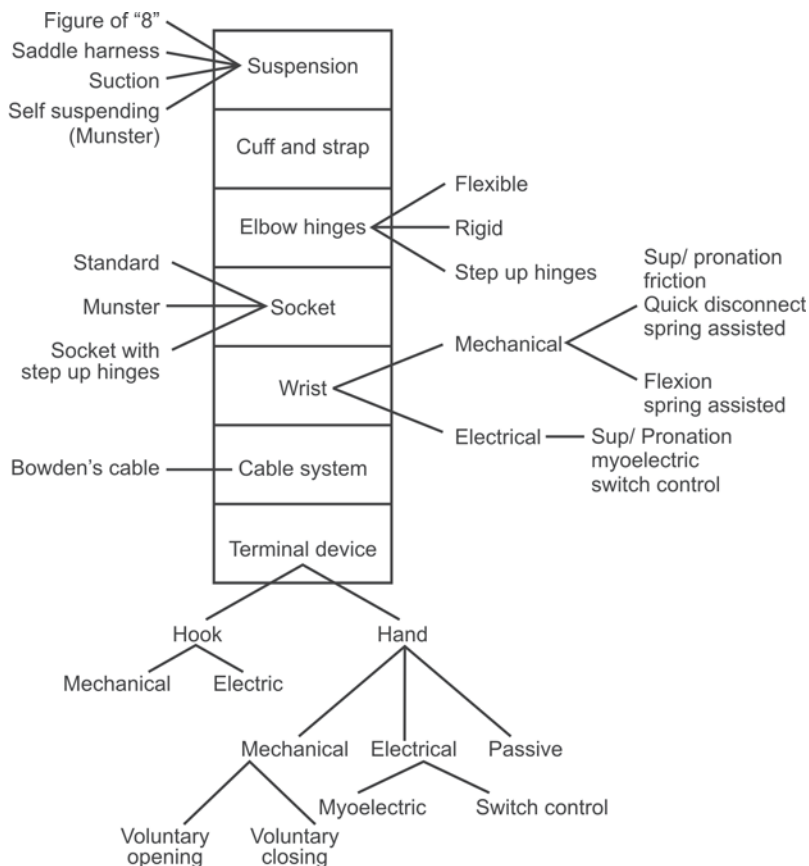 Figure of “8”
Saddle harness
Suction
Self suspending
(Munster)
Suspension
Cuff and strap
Elbow hinges
Flexible
Rigid
Step up hinges
Standard
Munster
Socket with
step up hinges
Socket
Wrist
Mechanical
Sup/ pronation
friction
Quick disconnect
spring assisted
Flexion
spring assisted
Electrical
Sup/ Pronation
myoelectric
switch control
Bowden’s cable
Cable system
Terminal device
Hook
Hand
Mechanical
Electric
Mechanical
Electrical
Passive
Myoelectric
Switch control
Voluntary
opening
Voluntary
closing